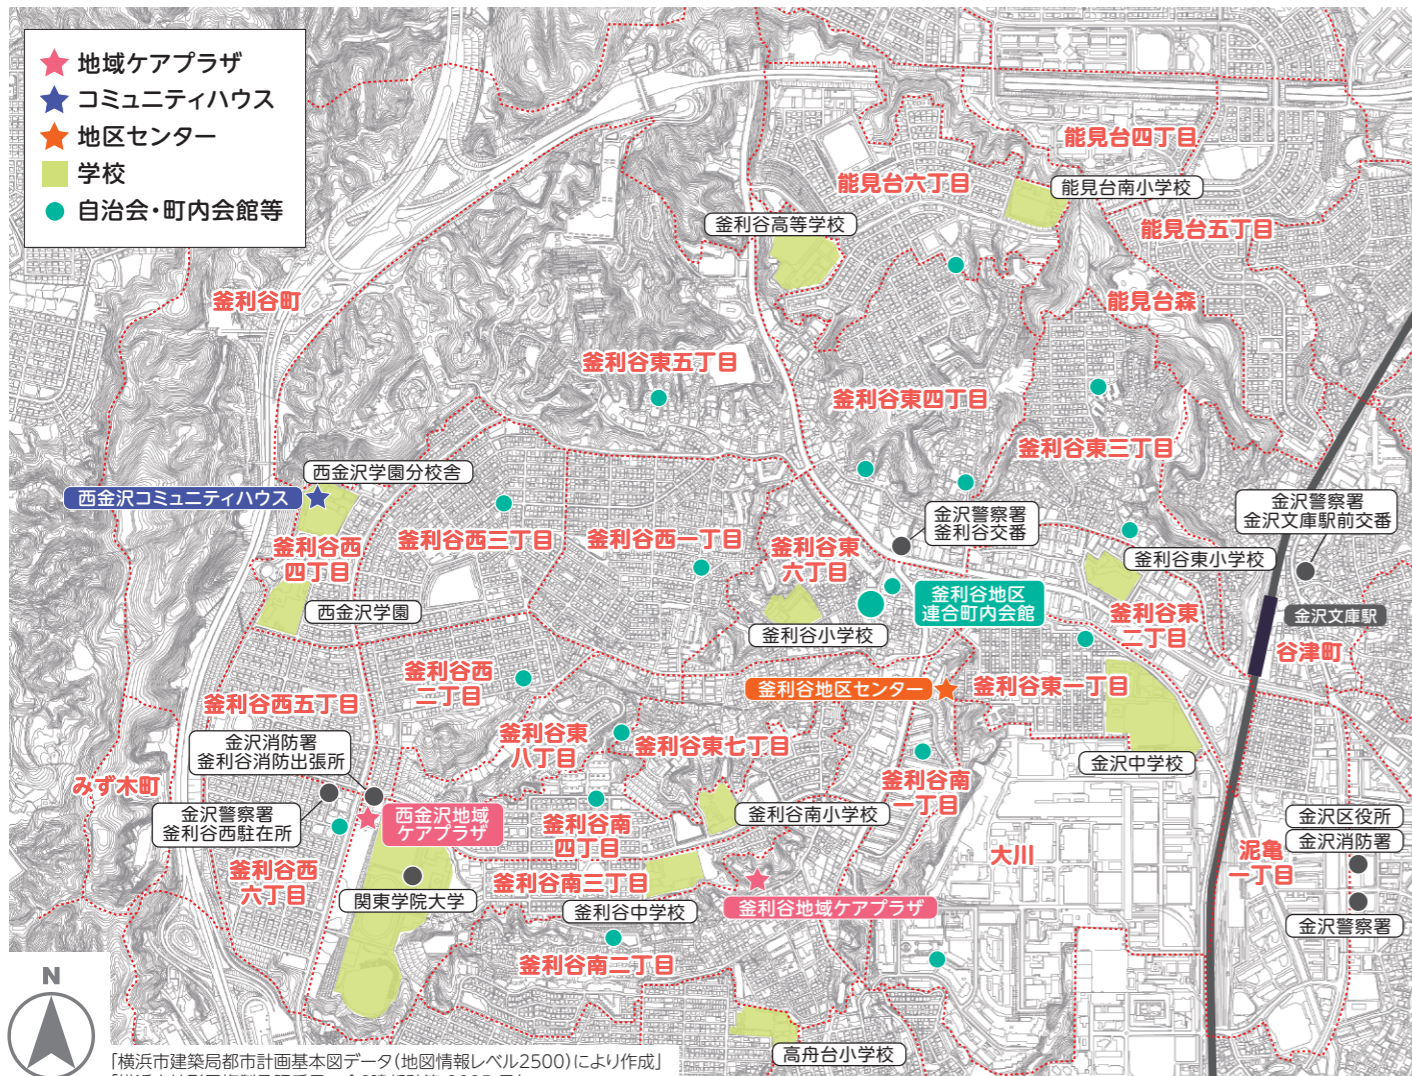 地域ケアプラザ
コミュニティハウス
地区センター
学校
自治会・町内会館等
能見台四丁目
能見台六丁目
能見台南小学校
釜利谷高等学校
能見台五丁目
釜利谷町
能見台森
釜利谷東五丁目
釜利谷東四丁目
釜利谷東三丁目
西金沢学園分校舎
西金沢コミュニティハウス
金沢警察署
釜利谷交番
金沢警察署
金沢文庫駅前交番
釜利谷西
四丁目
釜利谷西三丁目
釜利谷西一丁目
釜利谷東
六丁目
釜利谷東小学校
西金沢学園
釜利谷地区
連合町内会館
釜利谷小学校
釜利谷東
二丁目
金沢文庫駅
谷津町
釜利谷西
二丁目
釜利谷地区センター
釜利谷東一丁目
釜利谷西五丁目
釜利谷東
八丁目
釜利谷東七丁目
金沢消防署
釜利谷消防出張所
金沢中学校
みず木町
釜利谷南
一丁目
金沢警察署
釜利谷西駐在所
西金沢地域
ケアプラザ
釜利谷南小学校
釜利谷南
四丁目
金沢区役所
金沢消防署
大川
泥亀
一丁目
釜利谷西
六丁目
関東学院大学
釜利谷南三丁目
釜利谷中学校
釜利谷地域ケアプラザ
金沢警察署
釜利谷南二丁目
N
高舟台小学校
「横浜市建築局都市計画基本図データ(地図情報レベル2500)により作成」